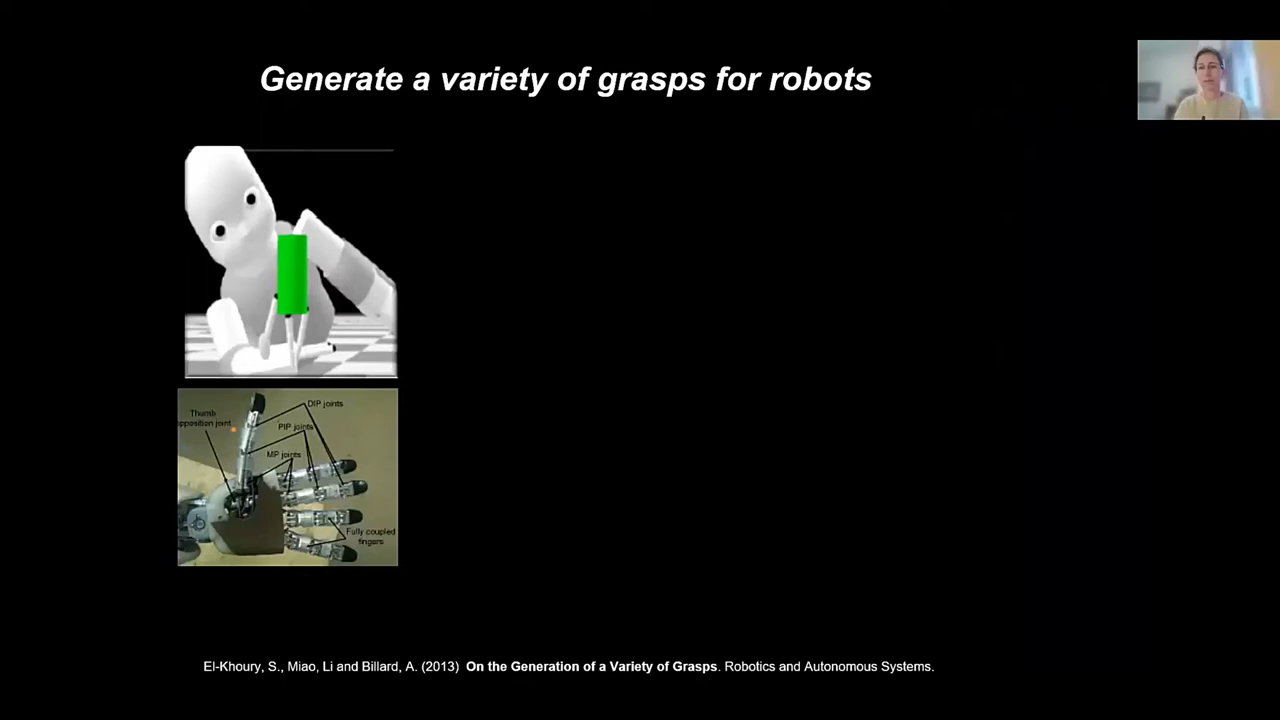 Generate a variety of grasps for robots
Thumb
opposition joint
DIP joints
PIP joints
MP joints
Fully coupled
fingers
El-Khoury, S., Miao, Li and Billard, A. (2013) On the Generation of a Variety of Grasps. Robotics and Autonomous Systems.